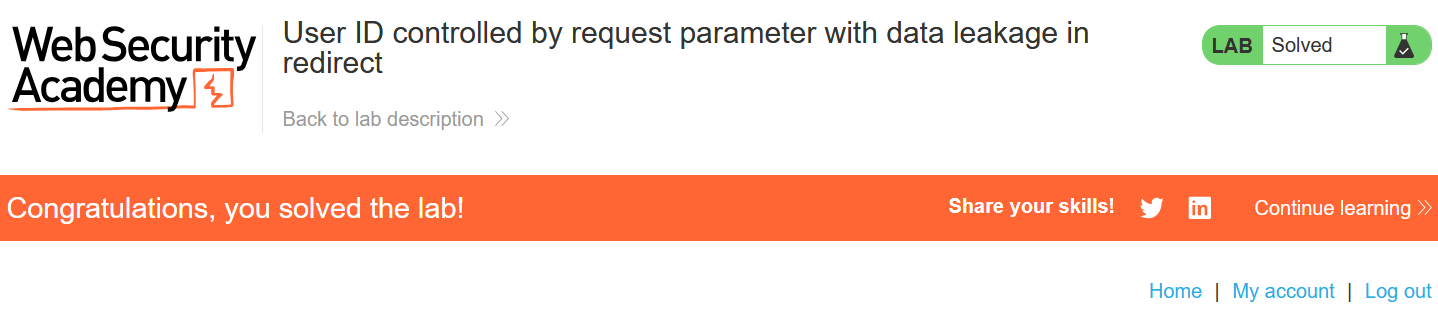 Web Security
Academy
User ID controlled by request parameter with data leakage in
redirect
Back to lab description
LAB Solved
Congratulations, you solved the lab!
Share your skills!
Continue learning
Home | My account | Log out